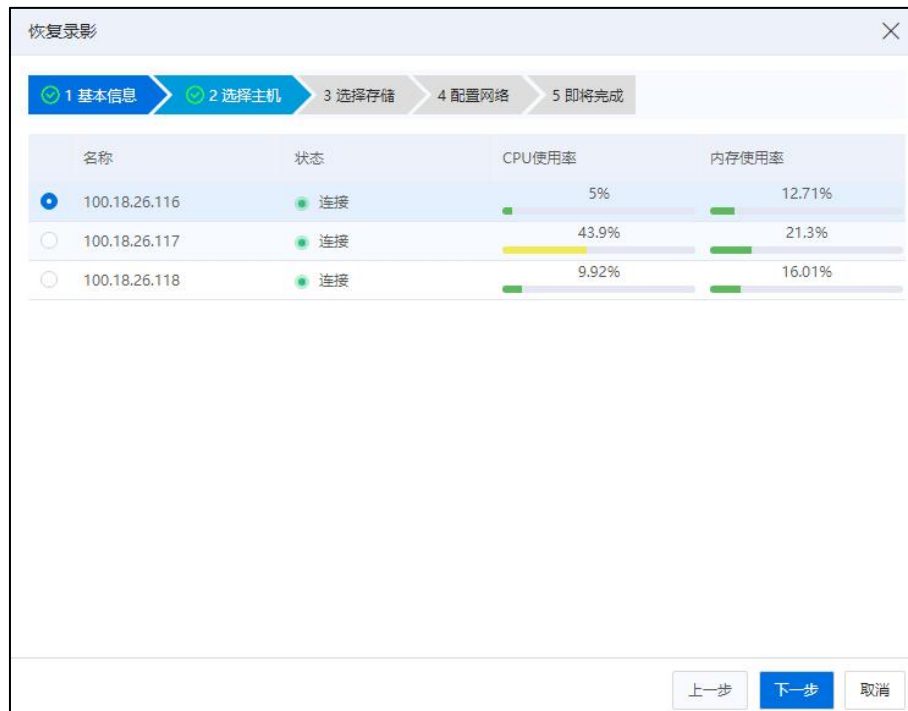 恢复录影
1 基本信息 2 选择主机 3 选择存储 4 配置网络 5 即将完成
名称 状态 CPU使用率 内存使用率
100.18.26.116 连接 5% 12.71%
100.18.26.117 连接 43.9% 21.3%
100.18.26.118 连接 9.92% 16.01%
上一步 下一步 取消